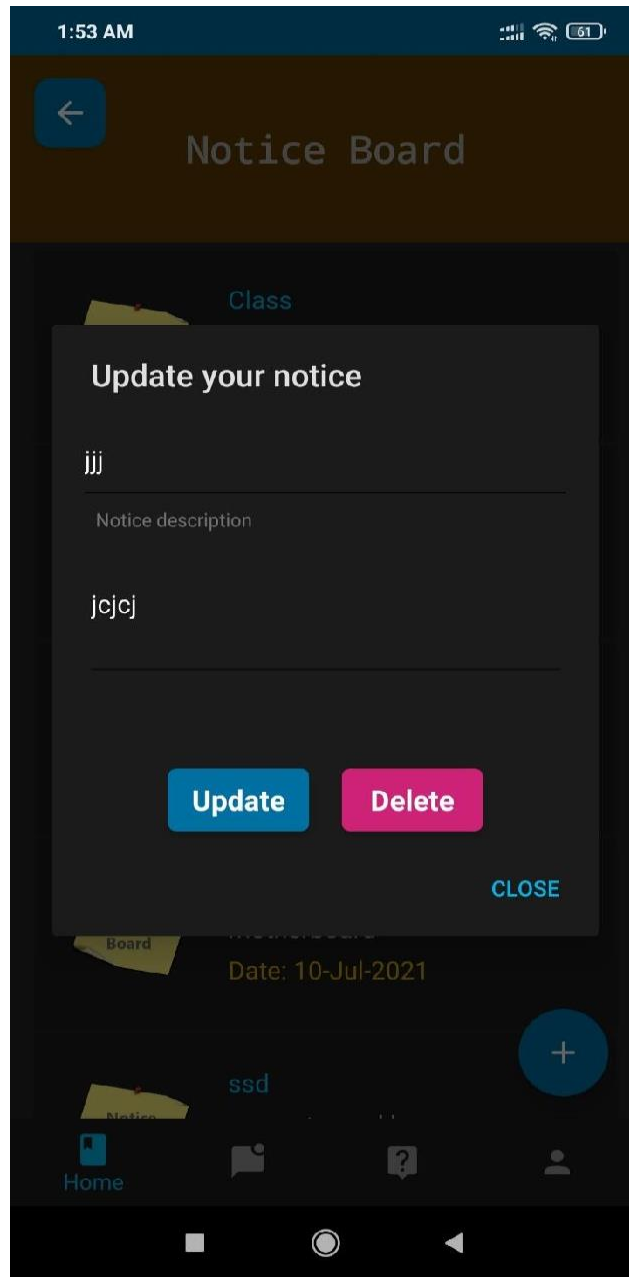 1:53 AM
61
Notice Board
Class
Update your notice
jjj
Notice description
jcjcj
Update Delete
CLOSE
Board
Date: 10-Jul-2021
ssd
Notice
Home